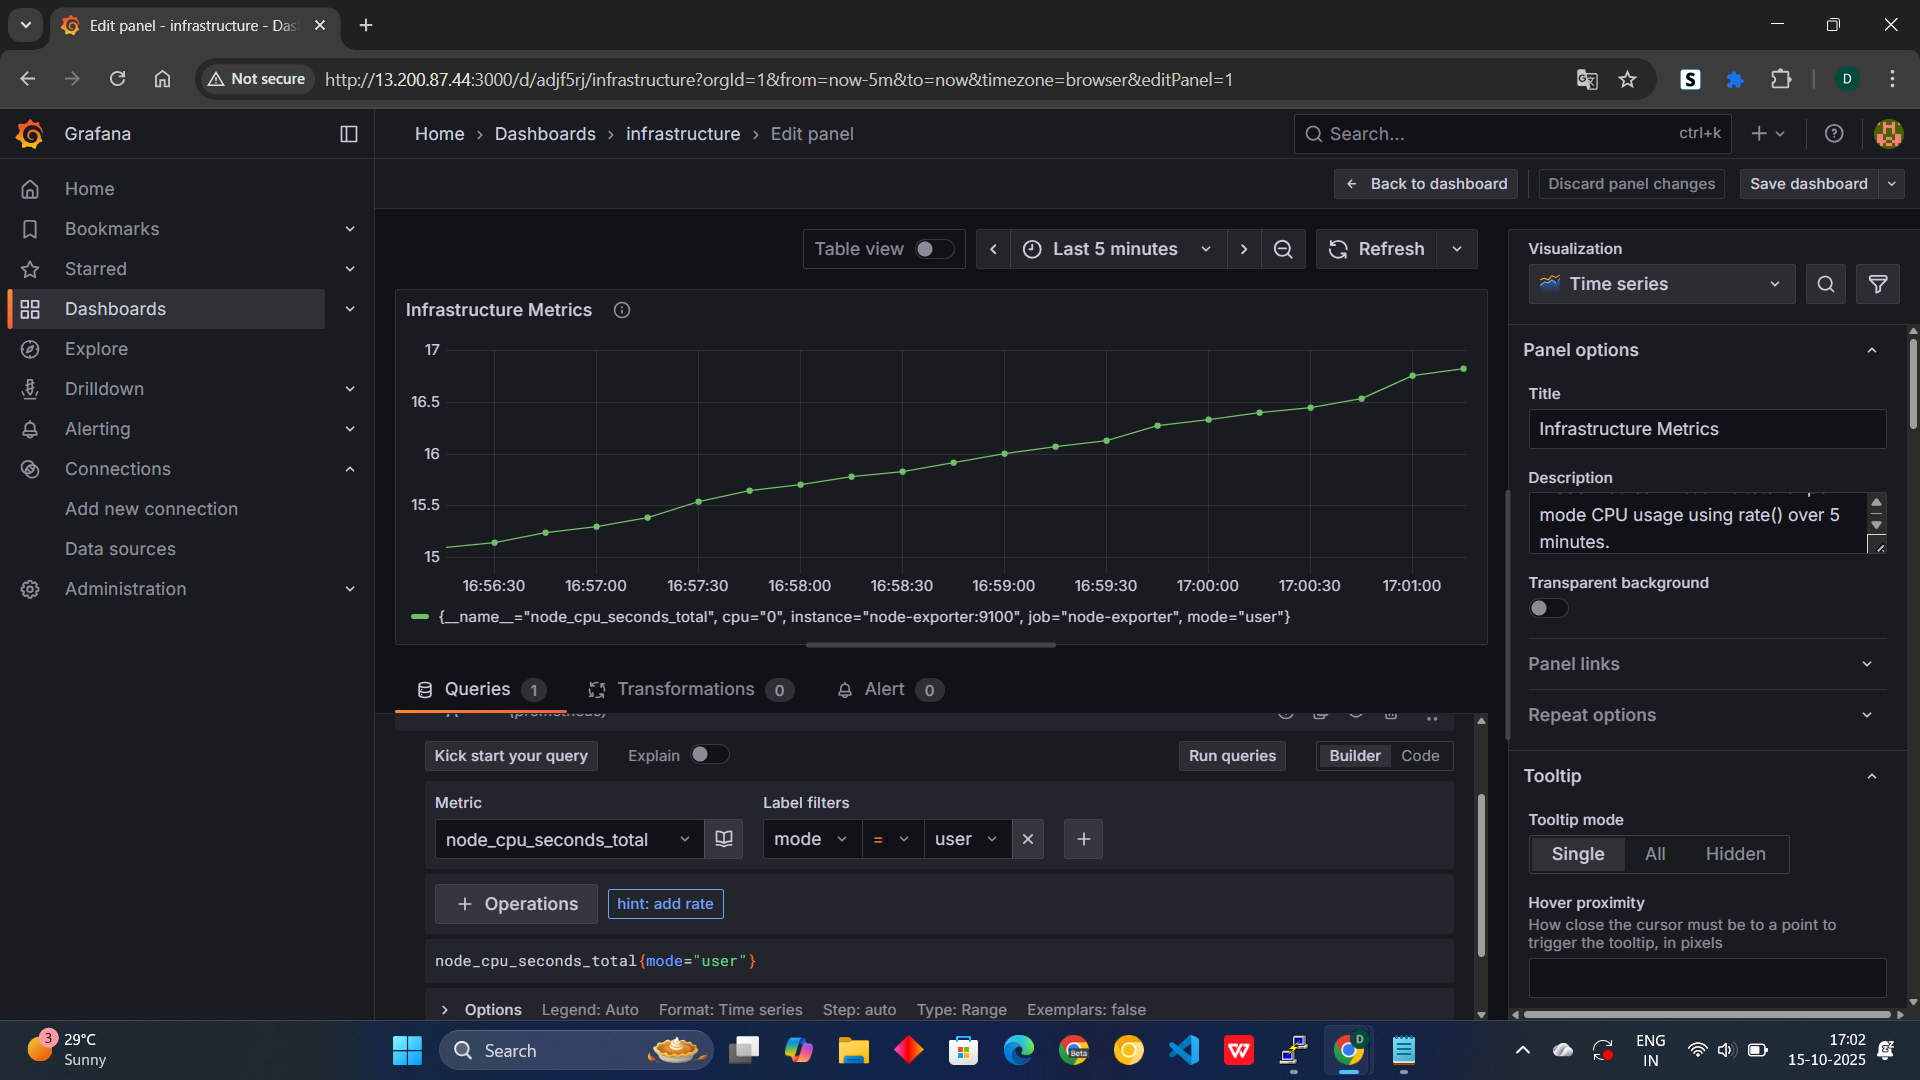 Edit panel - infrastructure - Das
Not secure
http://13.200.87.44:3000/d/adjf5rj/infrastructure?orgId=1&from=now-5m&to=now&timezone=browser&editPanel=1
S
D
Grafana
Home › Dashboards › infrastructure › Edit panel
Search... ctrl+k
Back to dashboard
Discard panel changes
Save dashboard
Home
Bookmarks
Starred
Dashboards
Explore
Drilldown
Alerting
Connections
Add new connection
Data sources
Administration
Table view
Last 5 minutes
Refresh
Infrastructure Metrics
17
16.5
16
15.5
15
16:56:30 16:57:00 16:57:30 16:58:00 16:58:30 16:59:00 16:59:30 17:00:00 17:00:30 17:01:00
{__name__="node_cpu_seconds_total", cpu="0", instance="node-exporter:9100", job="node-exporter", mode="user"}
Queries 1
Transformations 0
Alert 0
Kick start your query
Explain
Run queries
Builder Code
Metric
node_cpu_seconds_total
Label filters
mode = user
+ Operations
hint: add rate
node_cpu_seconds_total{mode="user"}
Options Legend: Auto Format: Time series Step: auto Type: Range Exemplars: false
Visualization
Time series
Panel options
Title
Infrastructure Metrics
Description
mode CPU usage using rate() over 5
minutes.
Transparent background
Panel links
Repeat options
Tooltip
Tooltip mode
Single All Hidden
Hover proximity
How close the cursor must be to a point to
trigger the tooltip, in pixels
3
29°C
Sunny
Search
Beta
W
D
ENG
IN
17:02
15-10-2025